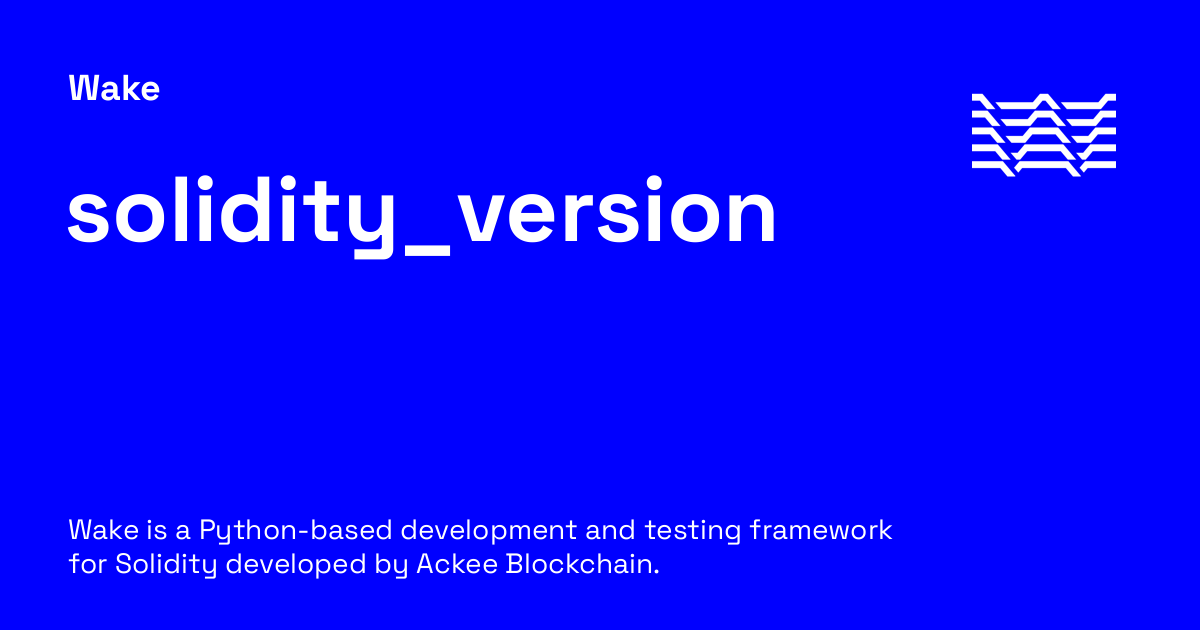 Wake
solidity_version
Wake is a Python-based development and testing framework
for Solidity developed by Ackee Blockchain.